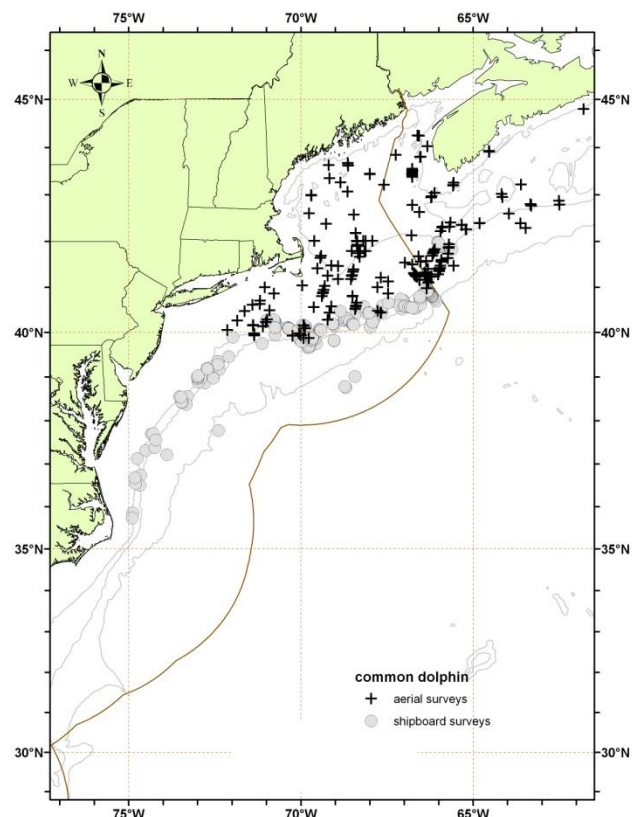 75°W 70°W 65°W
N
W E
S
45°N 45°N
40°N 40°N
35°N 35°N
common dolphin
aerial surveys
shipboard surveys
30°N 30°N
75°W 70°W 65°W